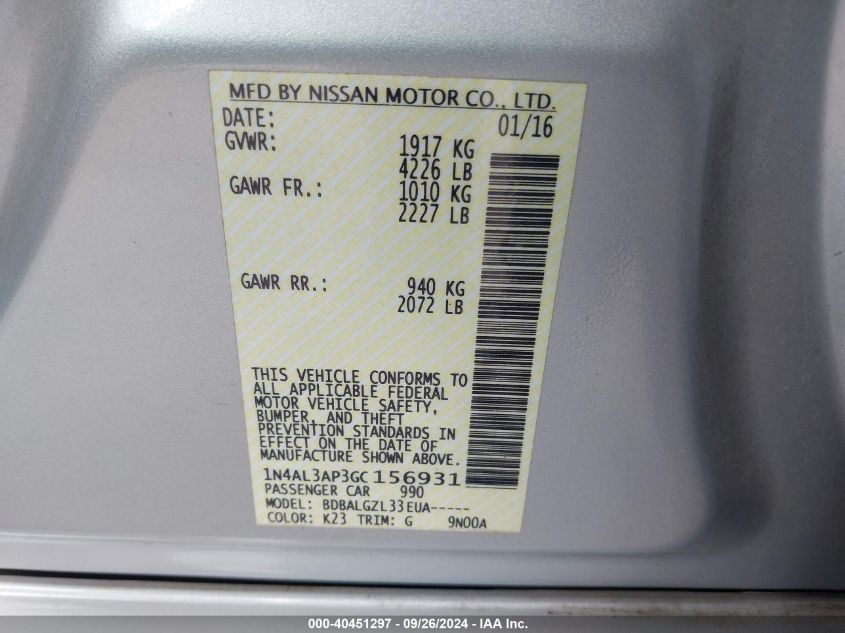 MFD BY NISSAN MOTOR CO., LTD.
DATE: 01/16
GVWR: 1917 KG
4226 LB
GAWR FR.: 1010 KG
2227 LB
GAWR RR.: 940 KG
2072 LB
THIS VEHICLE CONFORMS TO
ALL APPLICABLE FEDERAL
MOTOR VEHICLE SAFETY,
BUMPER, AND THEFT
PREVENTION STANDARDS IN
EFFECT ON THE DATE OF
MANUFACTURE SHOWN ABOVE.
1N4AL3AP3GC156931
PASSENGER CAR 990
MODEL: BDBALGZL33EUA-----
COLOR: K23 TRIM: G 9N00A
000-40451297 - 09/26/2024 - IAA Inc.